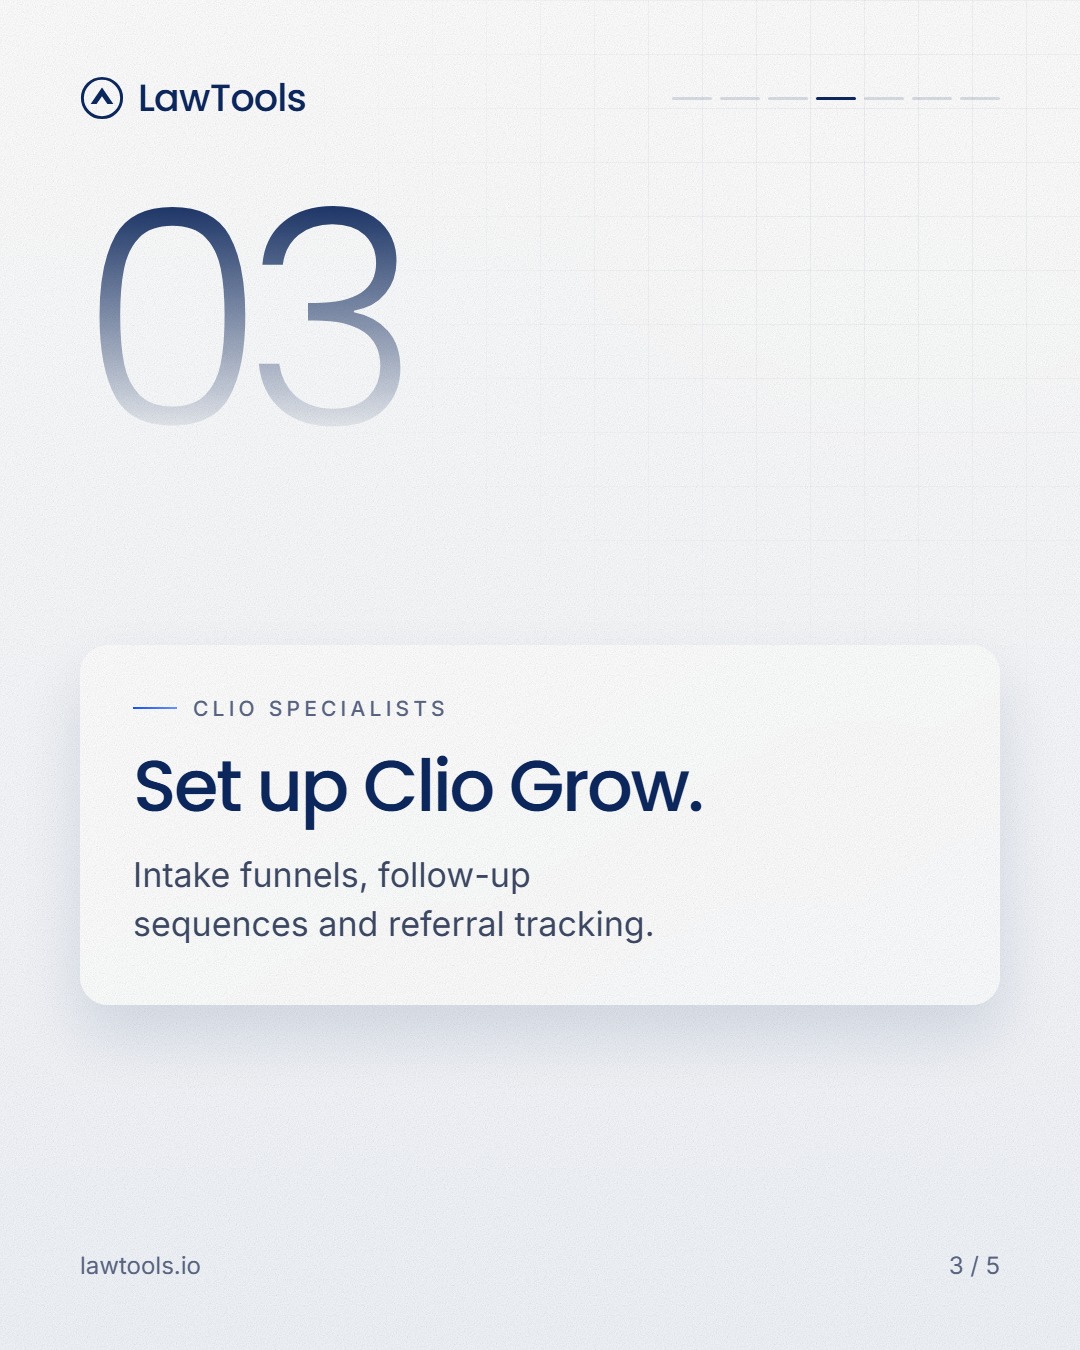 LawTools
03
CLIO SPECIALISTS
Set up Clio Grow.
Intake funnels, follow-up
sequences and referral tracking.
lawtools.io
3 / 5